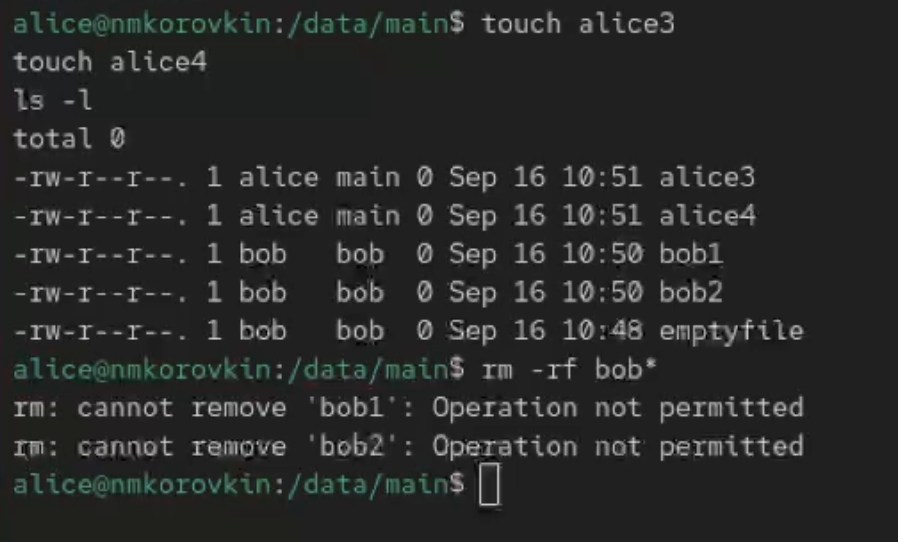 alice@nmkorovkin:/data/main$ touch alice3
touch alice4
ls -l
total 0
-rw-r--r--. 1 alice main 0 Sep 16 10:51 alice3
-rw-r--r--. 1 alice main 0 Sep 16 10:51 alice4
-rw-r--r--. 1 bob   bob  0 Sep 16 10:50 bob1
-rw-r--r--. 1 bob   bob  0 Sep 16 10:50 bob2
-rw-r--r--. 1 bob   bob  0 Sep 16 10:48 emptyfile
alice@nmkorovkin:/data/main$ rm -rf bob*
rm: cannot remove 'bob1': Operation not permitted
rm: cannot remove 'bob2': Operation not permitted
alice@nmkorovkin:/data/main$